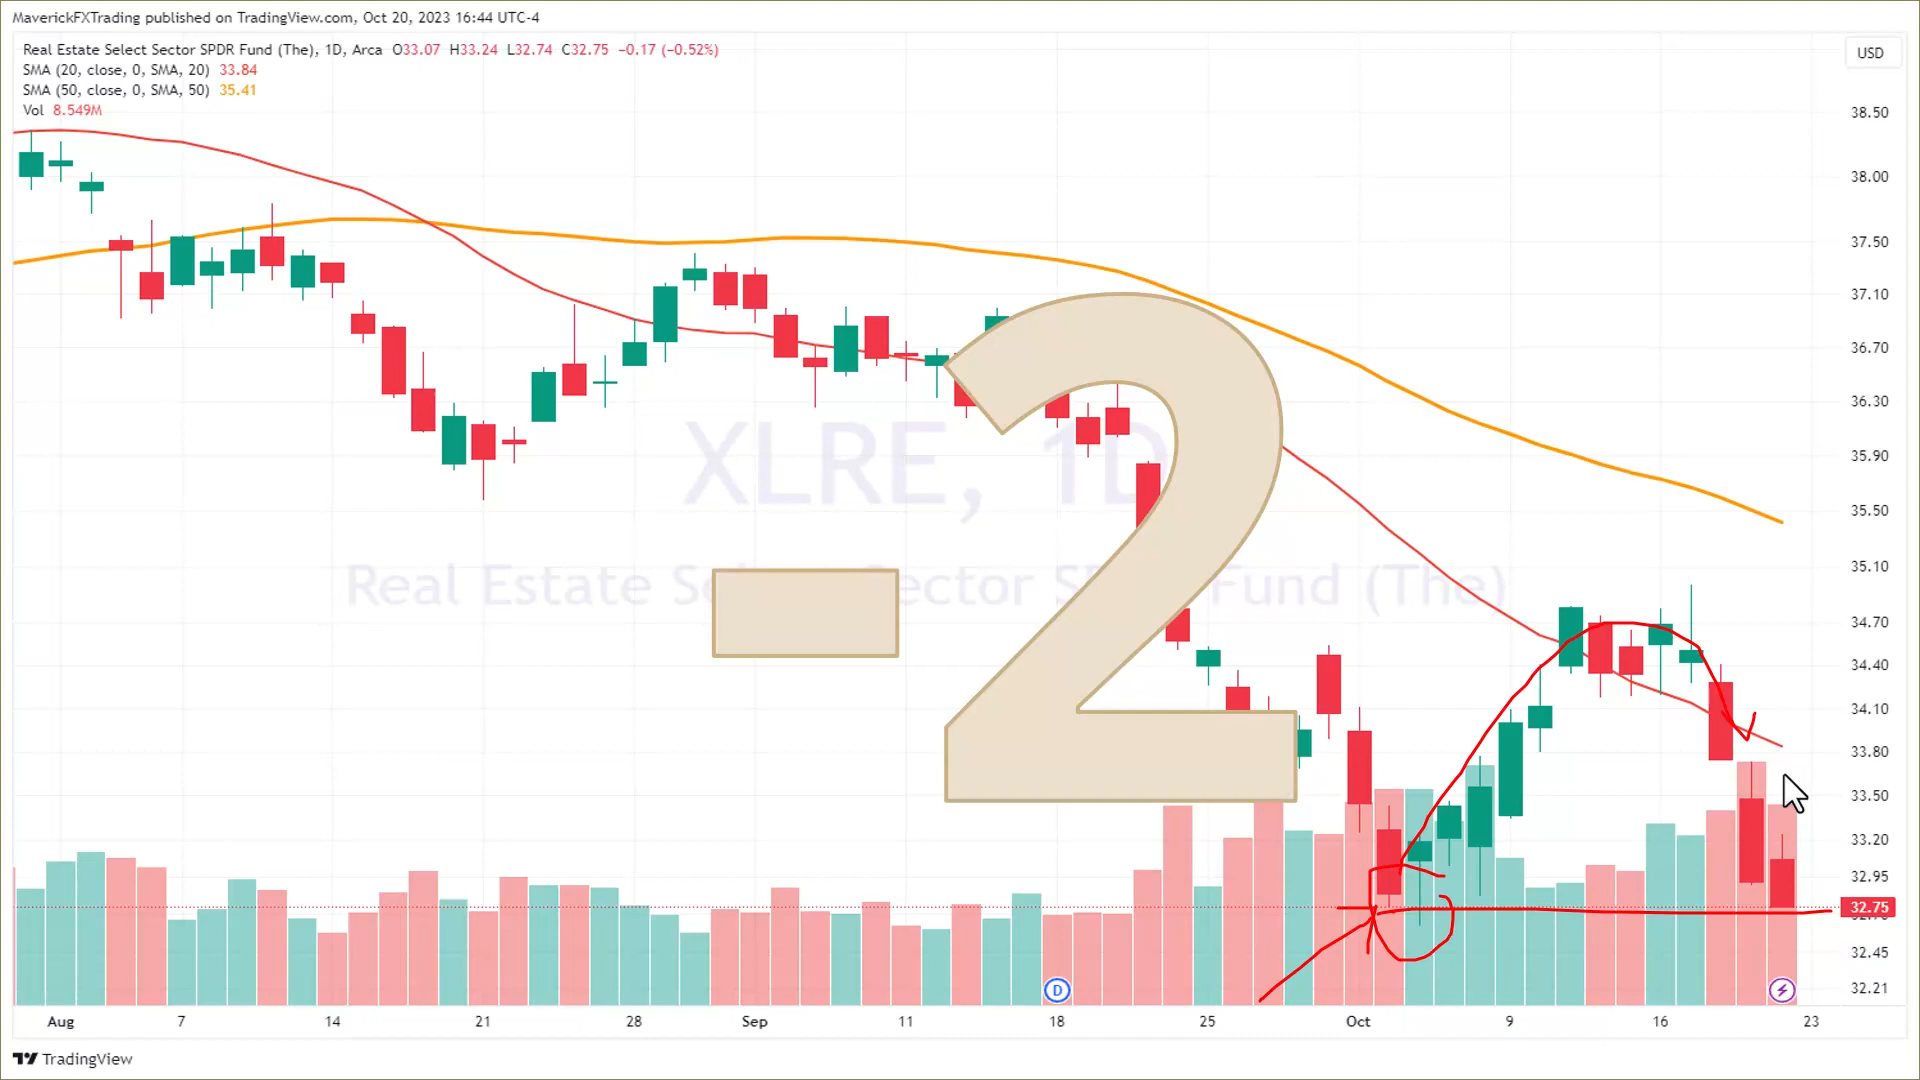 MaverickFXTrading published on TradingView.com, Oct 20, 2023 16:44 UTC-4
Real Estate Select Sector SPDR Fund (The), 1D, Arca O33.07 H33.24 L32.74 C32.75 −0.17 (−0.52%)
SMA (20, close, 0, SMA, 20) 33.84
SMA (50, close, 0, SMA, 50) 35.41
Vol 8.549M
USD
38.50
38.00
37.50
37.10
36.70
36.30
35.90
35.50
35.10
34.70
34.40
34.10
33.80
33.50
33.20
32.95
32.75
32.45
32.21
XLRE, 1D
Real Estate Sector Fund (The)
-2
D
Aug 7 14 21 28 Sep 11 18 25 Oct 9 16 23
TradingView